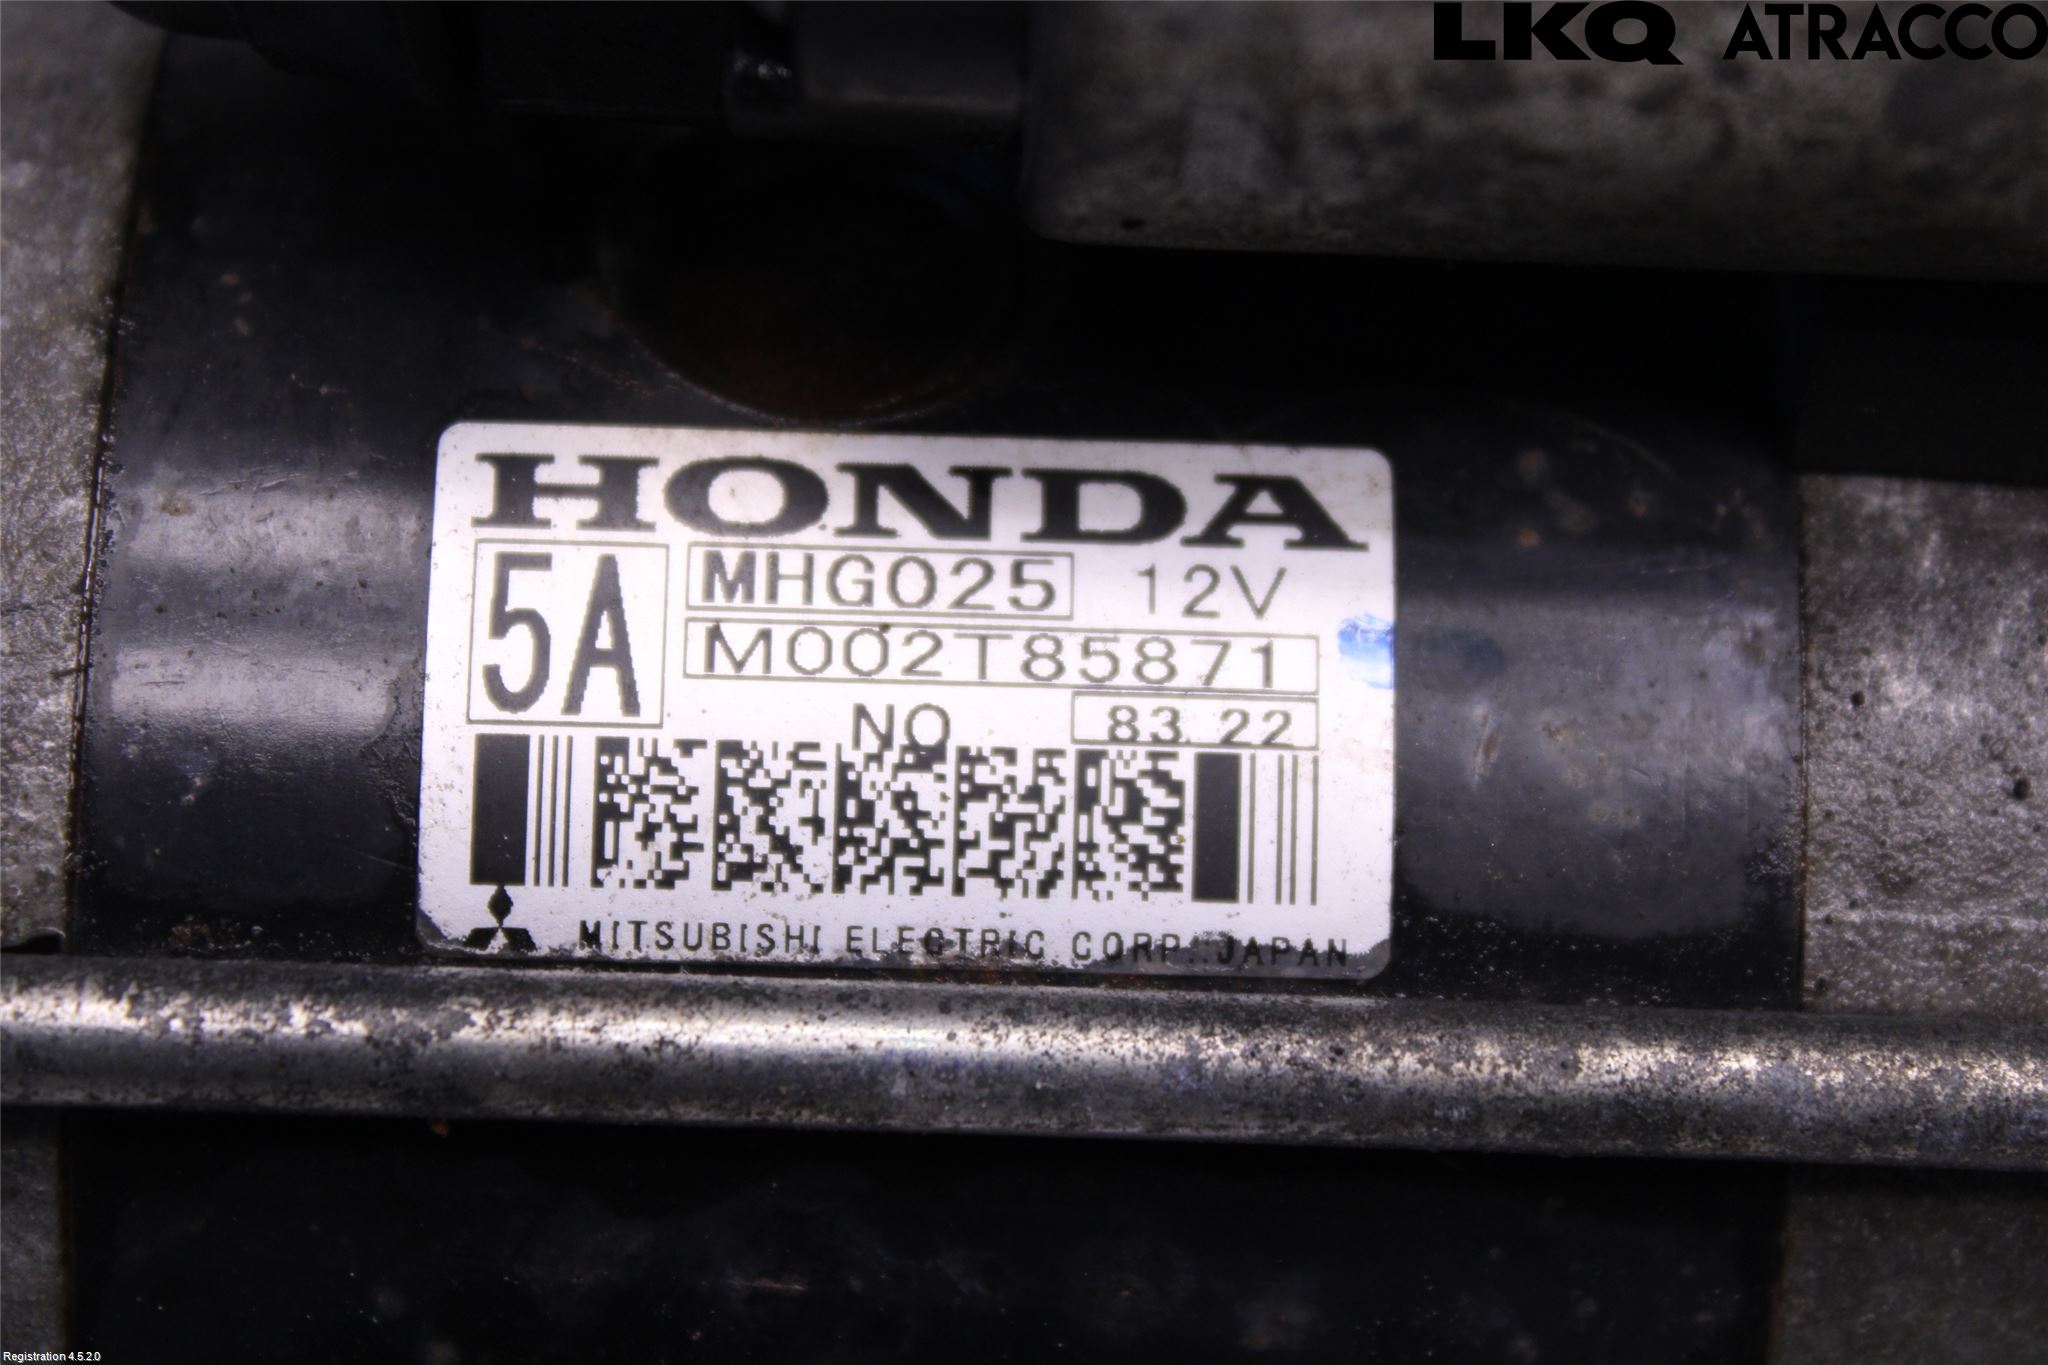 LKQ ATRACCO
HONDA
5A
MHG025 12V
M002T85871
NO 83 22
MITSUBISHI ELECTRIC CORP. JAPAN
Registration 4.5.2.0